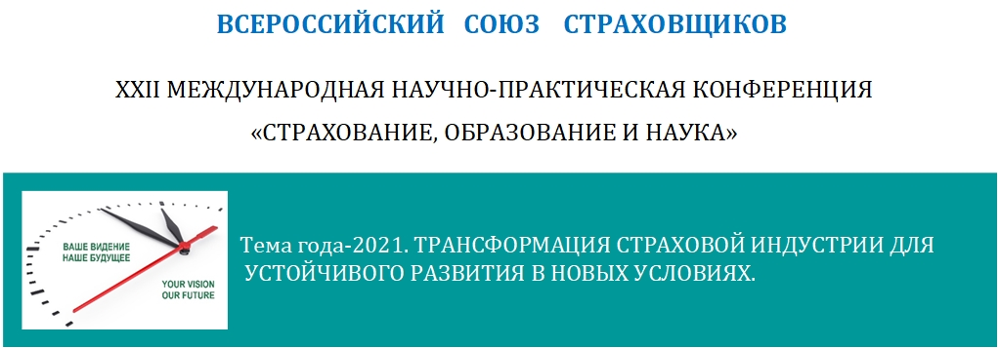 ВСЕРОССИЙСКИЙ СОЮЗ СТРАХОВЩИКОВ
XXII МЕЖДУНАРОДНАЯ НАУЧНО-ПРАКТИЧЕСКАЯ КОНФЕРЕНЦИЯ
«СТРАХОВАНИЕ, ОБРАЗОВАНИЕ И НАУКА»
ВАШЕ ВИДЕНИЕ
НАШЕ БУДУЩЕЕ
YOUR VISION
OUR FUTURE
Тема года-2021. ТРАНСФОРМАЦИЯ СТРАХОВОЙ ИНДУСТРИИ ДЛЯ
УСТОЙЧИВОГО РАЗВИТИЯ В НОВЫХ УСЛОВИЯХ.